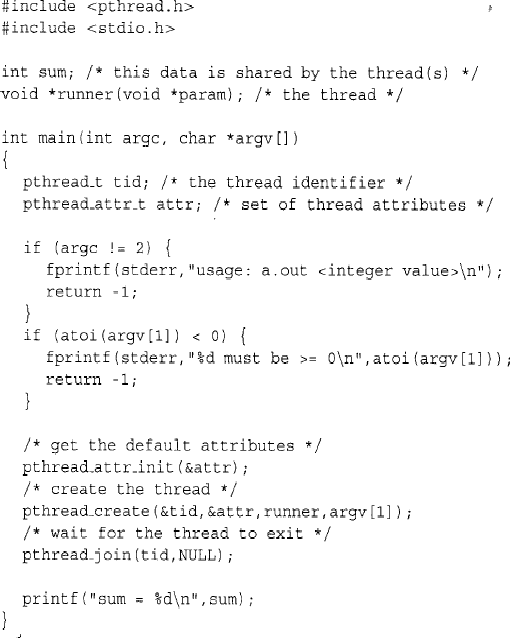 #include <pthread.h>
#include <stdio.h>
int sum; /* this data is shared by the thread(s) */
void *runner(void *param); /* the thread */
int main(int argc, char *argv[])
{
pthread_t tid; /* the thread identifier */
pthread_attr_t attr; /* set of thread attributes */
if (argc != 2) {
fprintf(stderr,"usage: a.out <integer value>\n");
return -1;
}
if (atoi(argv[1]) < 0) {
fprintf(stderr,"%d must be >= 0\n",atoi(argv[1]));
return -1;
}
/* get the default attributes */
pthread_attr_init(&attr);
/* create the thread */
pthread_create(&tid,&attr,runner,argv[1]);
/* wait for the thread to exit */
pthread_join(tid,NULL);
printf("sum = %d\n",sum);
}